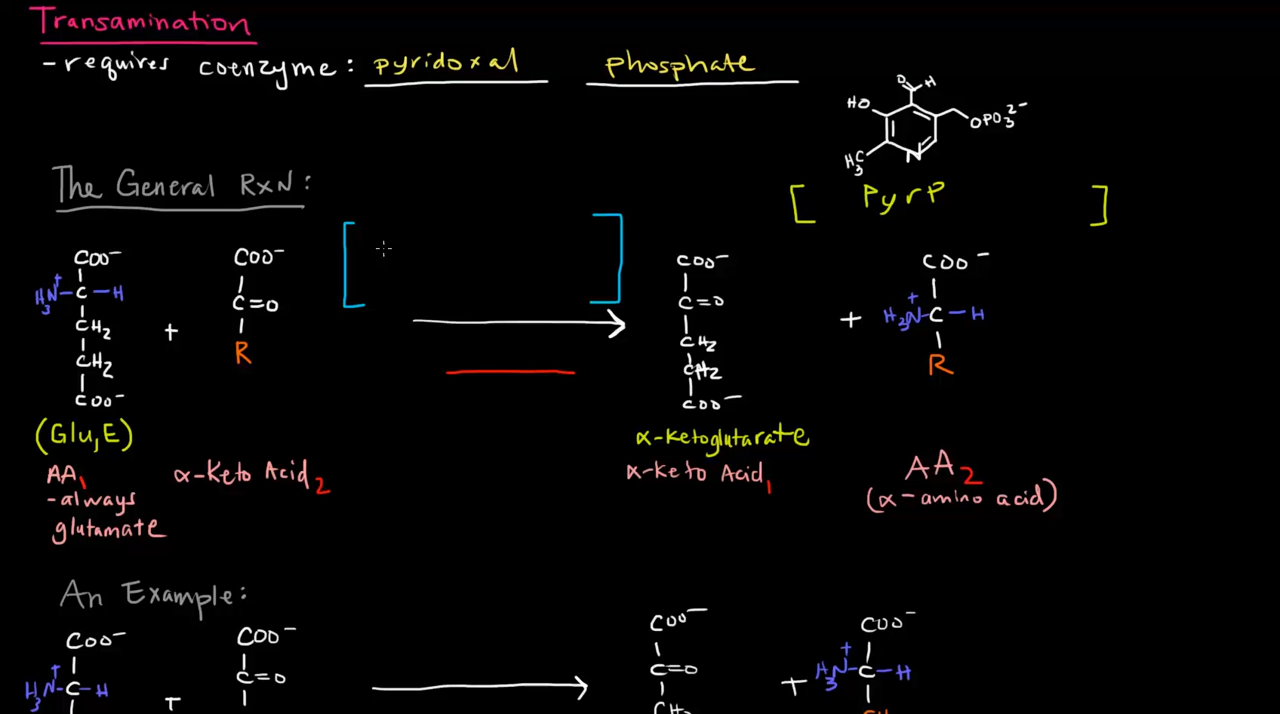 Transamination
-requires coenzyme: pyridoxal phosphate
O H
HO
OPO₃²⁻
H₃C
N
[ PyrP ]
The General RxN:
COO⁻
H₃N⁺-C-H
CH₂
CH₂
COO⁻
+
COO⁻
C=O
R
[ ]
COO⁻
C=O
CH₂
CH₂
COO⁻
+
COO⁻
H₃N⁺-C-H
R
(Glu,E)
AA₁
-always
glutamate
α-Keto Acid₂
α-ketoglutarate
α-keto Acid₁
AA₂
(α-amino acid)
An Example:
COO⁻
H₃N⁺-C-H
+
COO⁻
C=O
COO⁻
C=O
CH₂
+
COO⁻
H₃N⁺-C-H